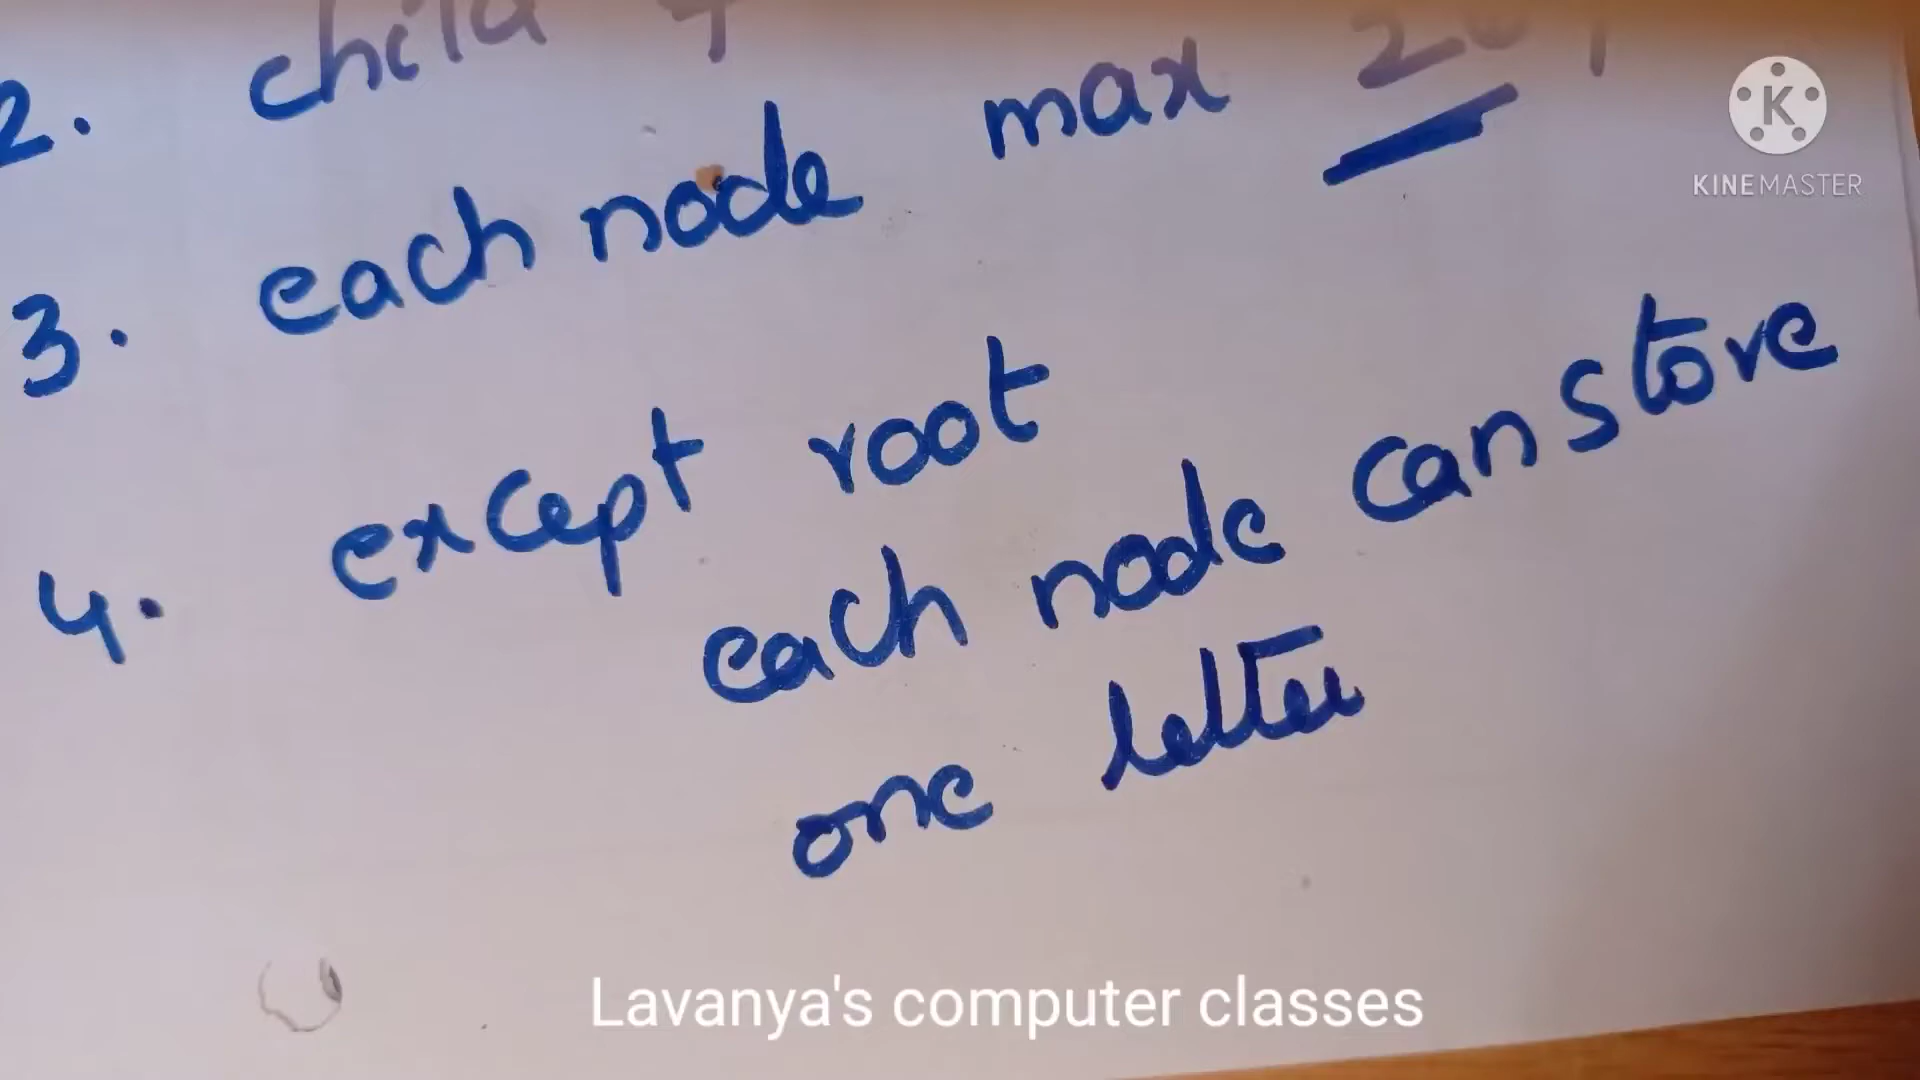 2. child
3. each node max 26
4. except root
each node can store
one letter
K
KINEMASTER
Lavanya's computer classes